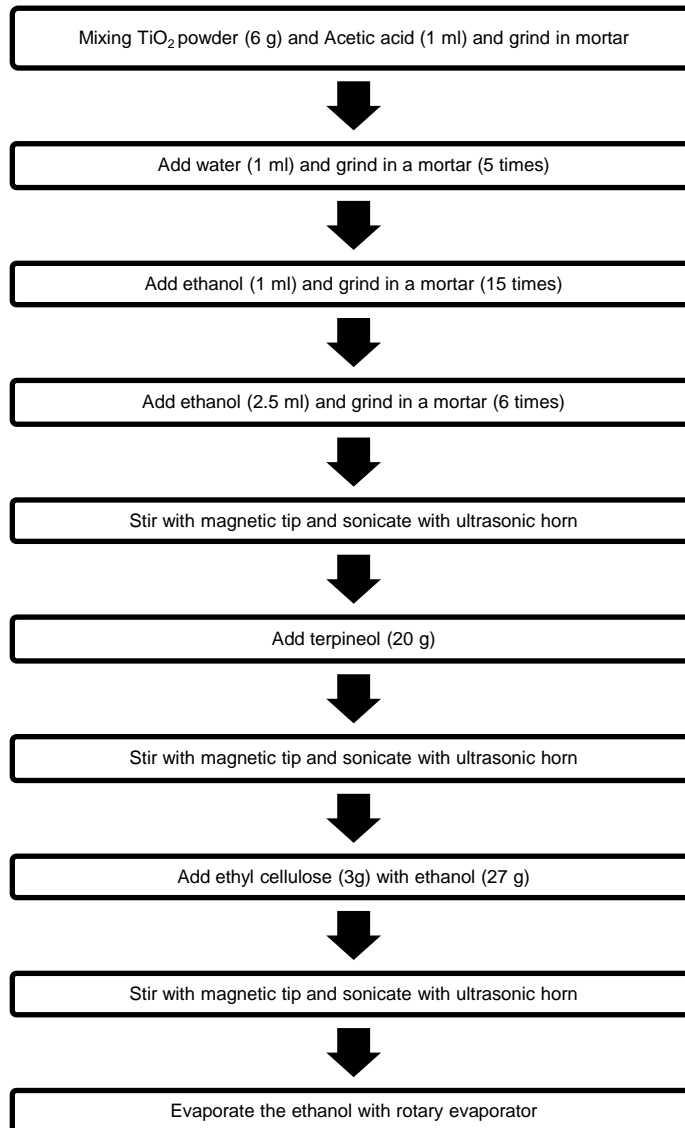 Mixing TiO₂ powder (6 g) and Acetic acid (1 ml) and grind in mortar
Add water (1 ml) and grind in a mortar (5 times)
Add ethanol (1 ml) and grind in a mortar (15 times)
Add ethanol (2.5 ml) and grind in a mortar (6 times)
Stir with magnetic tip and sonicate with ultrasonic horn
Add terpineol (20 g)
Stir with magnetic tip and sonicate with ultrasonic horn
Add ethyl cellulose (3g) with ethanol (27 g)
Stir with magnetic tip and sonicate with ultrasonic horn
Evaporate the ethanol with rotary evaporator